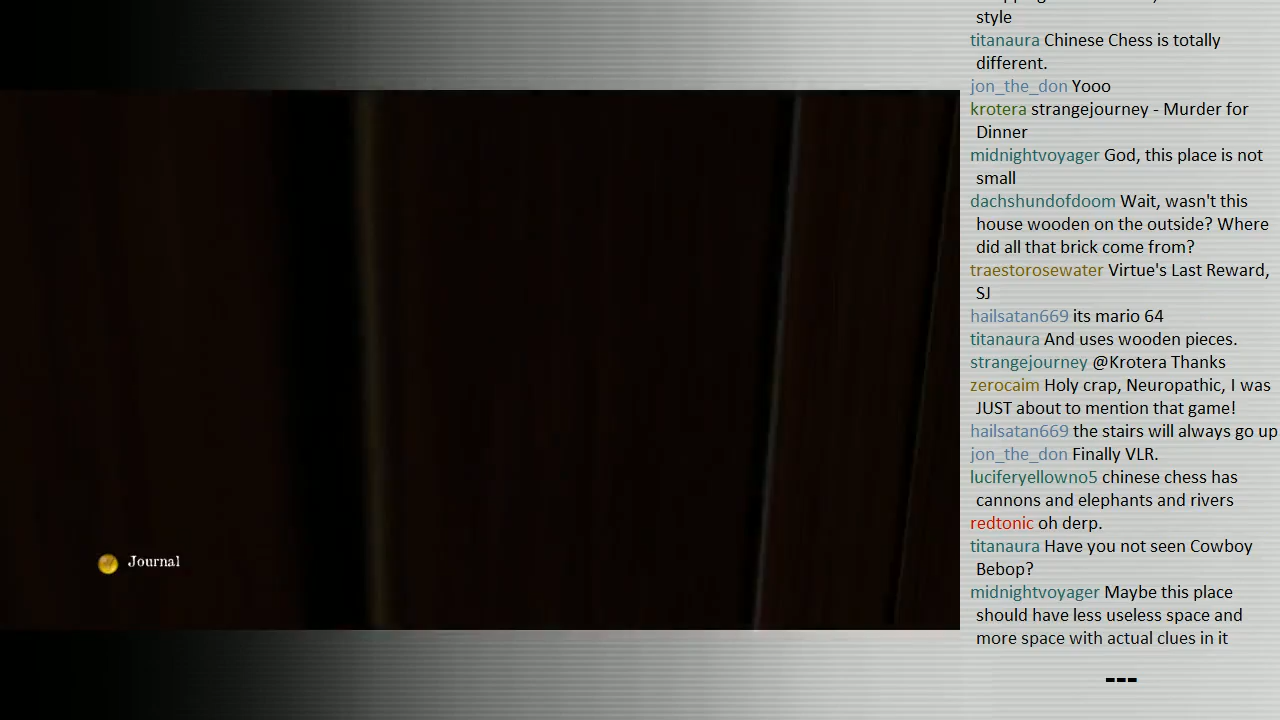 style
titanaura Chinese Chess is totally
different.
jon_the_don Yooo
krotera strangejourney - Murder for
Dinner
midnightvoyager God, this place is not
small
dachshundofdoom Wait, wasn't this
house wooden on the outside? Where
did all that brick come from?
traestorosewater Virtue's Last Reward,
SJ
hailsatan669 its mario 64
titanaura And uses wooden pieces.
strangejourney @Krotera Thanks
zerocaim Holy crap, Neuropathic, I was
JUST about to mention that game!
hailsatan669 the stairs will always go up
jon_the_don Finally VLR.
luciferyellowno5 chinese chess has
cannons and elephants and rivers
redtonic oh derp.
titanaura Have you not seen Cowboy
Bebop?
midnightvoyager Maybe this place
should have less useless space and
more space with actual clues in it
---
Journal